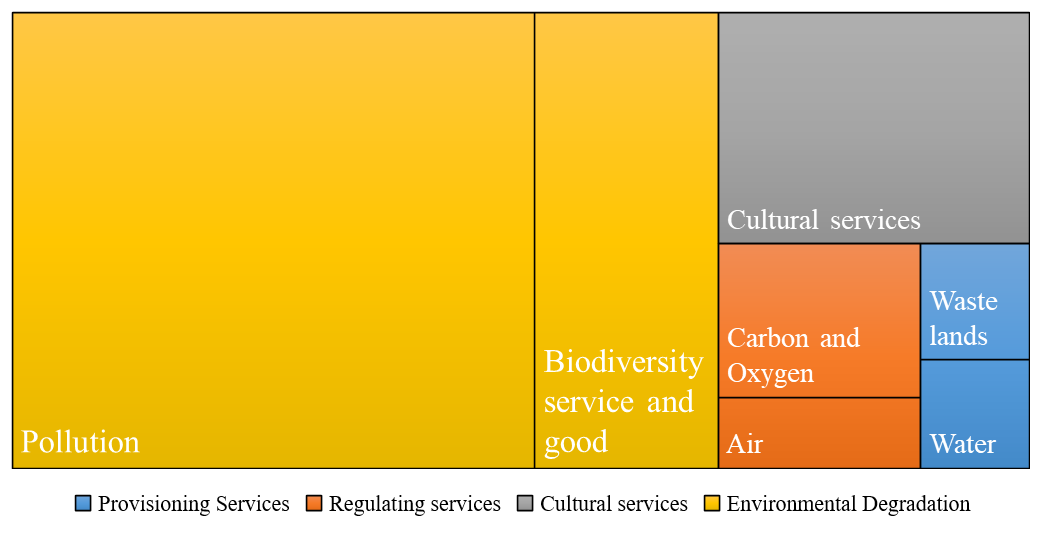 Pollution
Biodiversity
service and
good
Cultural services
Carbon and
Oxygen
Air
Waste
lands
Water
Provisioning Services
Regulating services
Cultural services
Environmental Degradation